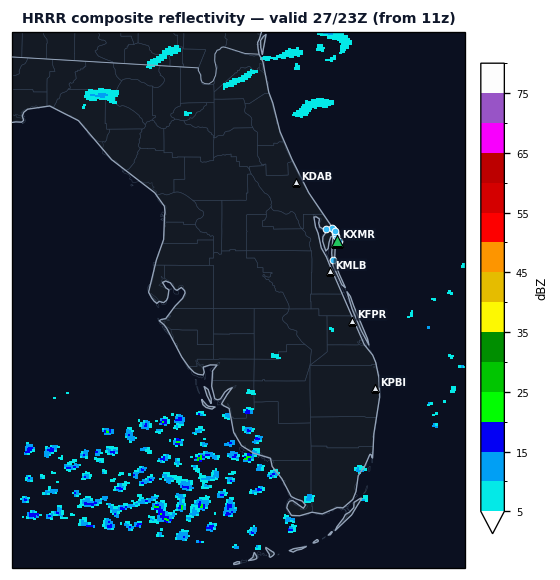 HRRR composite reflectivity — valid 27/23Z (from 11z)
KDAB
KXMR
KMLB
KFPR
KPBI
75
65
55
45
35
25
15
5
dBZ